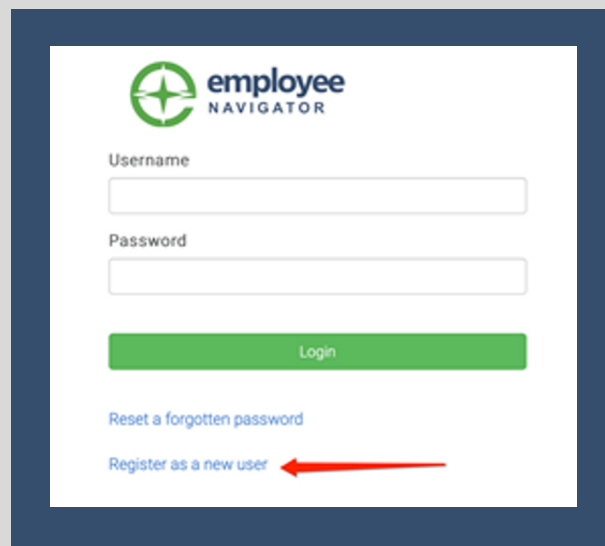 employee
NAVIGATOR
Username
Password
Login
Reset a forgotten password
Register as a new user